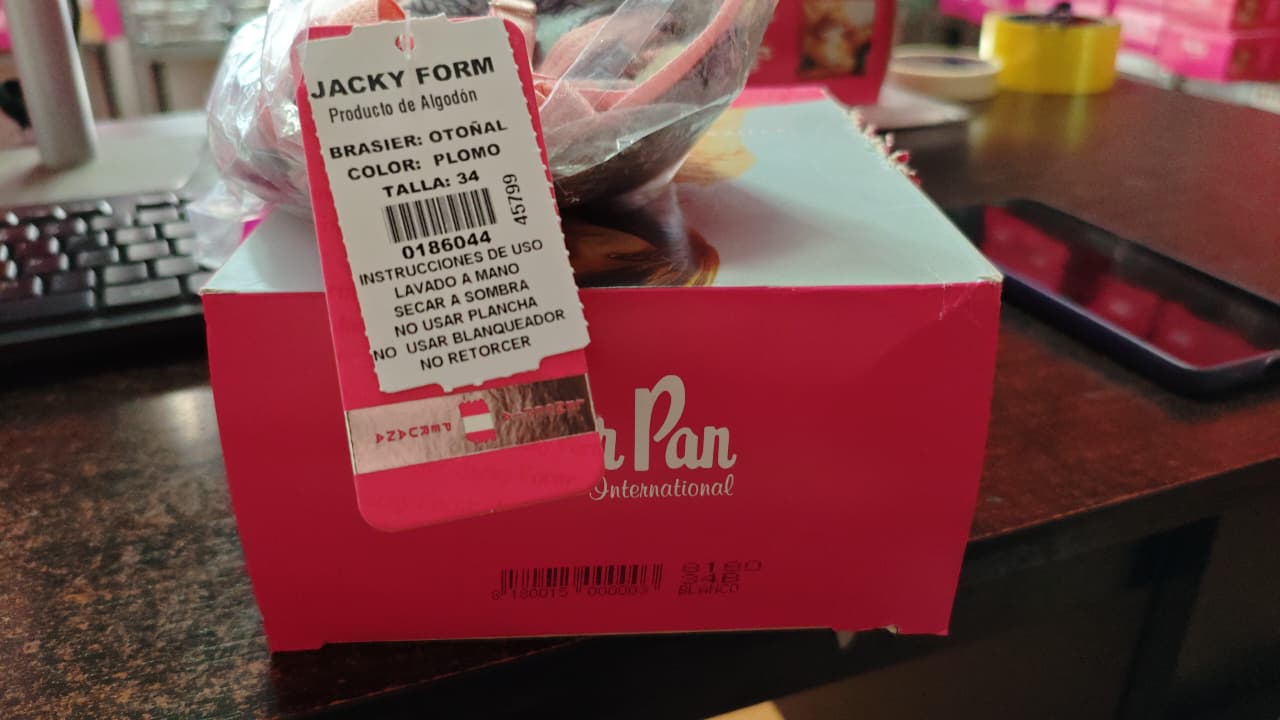 JACKY FORM
Producto de Algodón
BRASIER: OTOÑAL
COLOR: PLOMO
TALLA: 34
45799
0186044
INSTRUCCIONES DE USO
LAVADO A MANO
SECAR A SOMBRA
NO USAR PLANCHA
NO USAR BLANQUEADOR
NO RETORCER
PERUANA
Pan
International
BLANCO